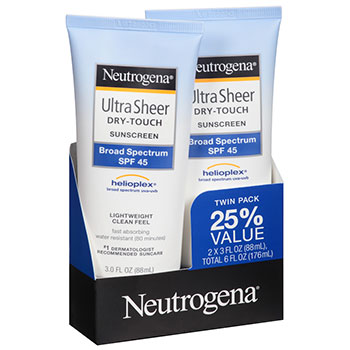 Neutrogena®
Ultra Sheer
DRY-TOUCH
SUNSCREEN
Broad Spectrum
SPF 45
helioplex®
broad spectrum uva•uvb
LIGHTWEIGHT
CLEAN FEEL
fast absorbing
water resistant (80 minutes)
#1 DERMATOLOGIST
RECOMMENDED SUNCARE
3.0 FL OZ (88mL)
Neutrogena®
Ultra Sheer
DRY-TOUCH
SUNSCREEN
Broad Spectrum
SPF 45
helioplex®
broad spectrum uva•uvb
TWIN PACK
25%
VALUE
2 X 3 FL OZ (88mL),
TOTAL 6 FL OZ (176mL)
Neutrogena®